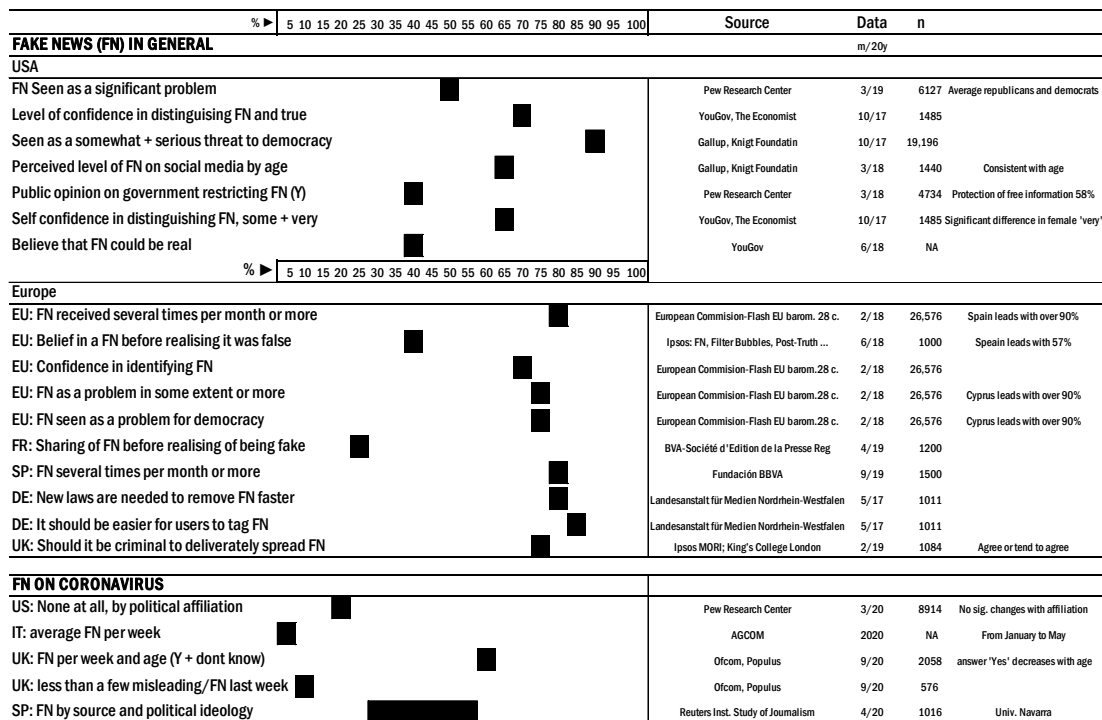 % ► 5 10 15 20 25 30 35 40 45 50 55 60 65 70 75 80 85 90 95 100 Source Data n
FAKE NEWS (FN) IN GENERAL m/20y
USA
FN Seen as a significant problem Pew Research Center 3/19 6127 Average republicans and democrats
Level of confidence in distinguising FN and true YouGov, The Economist 10/17 1485
Seen as a somewhat + serious threat to democracy Gallup, Knigt Foundatin 10/17 19,196
Perceived level of FN on social media by age Gallup, Knigt Foundatin 3/18 1440 Consistent with age
Public opinion on government restricting FN (Y) Pew Research Center 3/18 4734 Protection of free information 58%
Self confidence in distinguishing FN, some + very YouGov, The Economist 10/17 1485 Significant difference in female 'very'
Believe that FN could be real YouGov 6/18 NA
% ► 5 10 15 20 25 30 35 40 45 50 55 60 65 70 75 80 85 90 95 100
Europe
EU: FN received several times per month or more European Commision-Flash EU barom. 28 c. 2/18 26,576 Spain leads with over 90%
EU: Belief in a FN before realising it was false Ipsos: FN, Filter Bubbles, Post-Truth ... 6/18 1000 Speain leads with 57%
EU: Confidence in identifying FN European Commision-Flash EU barom.28 c. 2/18 26,576
EU: FN as a problem in some extent or more European Commision-Flash EU barom.28 c. 2/18 26,576 Cyprus leads with over 90%
EU: FN seen as a problem for democracy European Commision-Flash EU barom.28 c. 2/18 26,576 Cyprus leads with over 90%
FR: Sharing of FN before realising of being fake BVA-Société d'Edition de la Presse Reg 4/19 1200
SP: FN several times per month or more Fundación BBVA 9/19 1500
DE: New laws are needed to remove FN faster Landesanstalt für Medien Nordrhein-Westfalen 5/17 1011
DE: It should be easier for users to tag FN Landesanstalt für Medien Nordrhein-Westfalen 5/17 1011
UK: Should it be criminal to deliverately spread FN Ipsos MORI; King's College London 2/19 1084 Agree or tend to agree
FN ON CORONAVIRUS
US: None at all, by political affiliation Pew Research Center 3/20 8914 No sig. changes with affiliation
IT: average FN per week AGCOM 2020 NA From January to May
UK: FN per week and age (Y + dont know) Ofcom, Populus 9/20 2058 answer 'Yes' decreases with age
UK: less than a few misleading/FN last week Ofcom, Populus 9/20 576
SP: FN by source and political ideology Reuters Inst. Study of Journalism 4/20 1016 Univ. Navarra